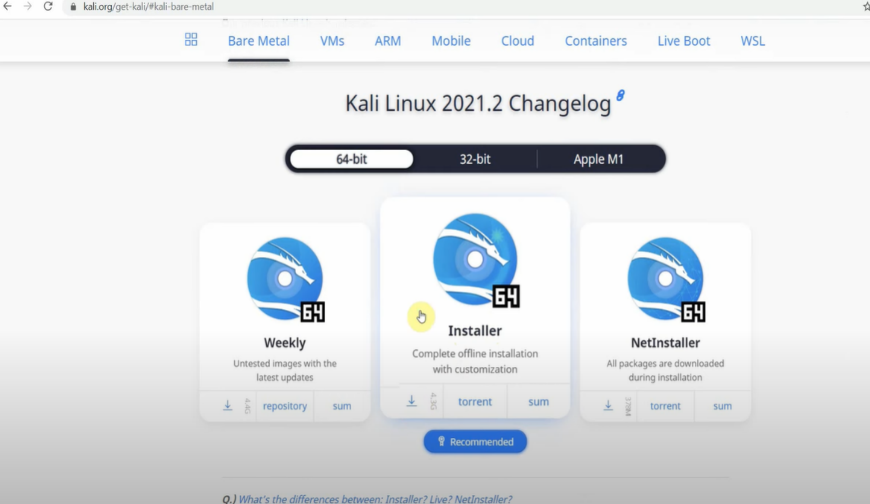 kali.org/get-kali/#kali-bare-metal
Bare Metal VMs ARM Mobile Cloud Containers Live Boot WSL
Kali Linux 2021.2 Changelog
64-bit 32-bit Apple M1
64
Weekly
Untested images with the
latest updates
4.4G repository sum
64
Installer
Complete offline installation
with customization
4.3G torrent sum
Recommended
64
NetInstaller
All packages are downloaded
during installation
torrent sum
Q.) What's the differences between: Installer? Live? NetInstaller?